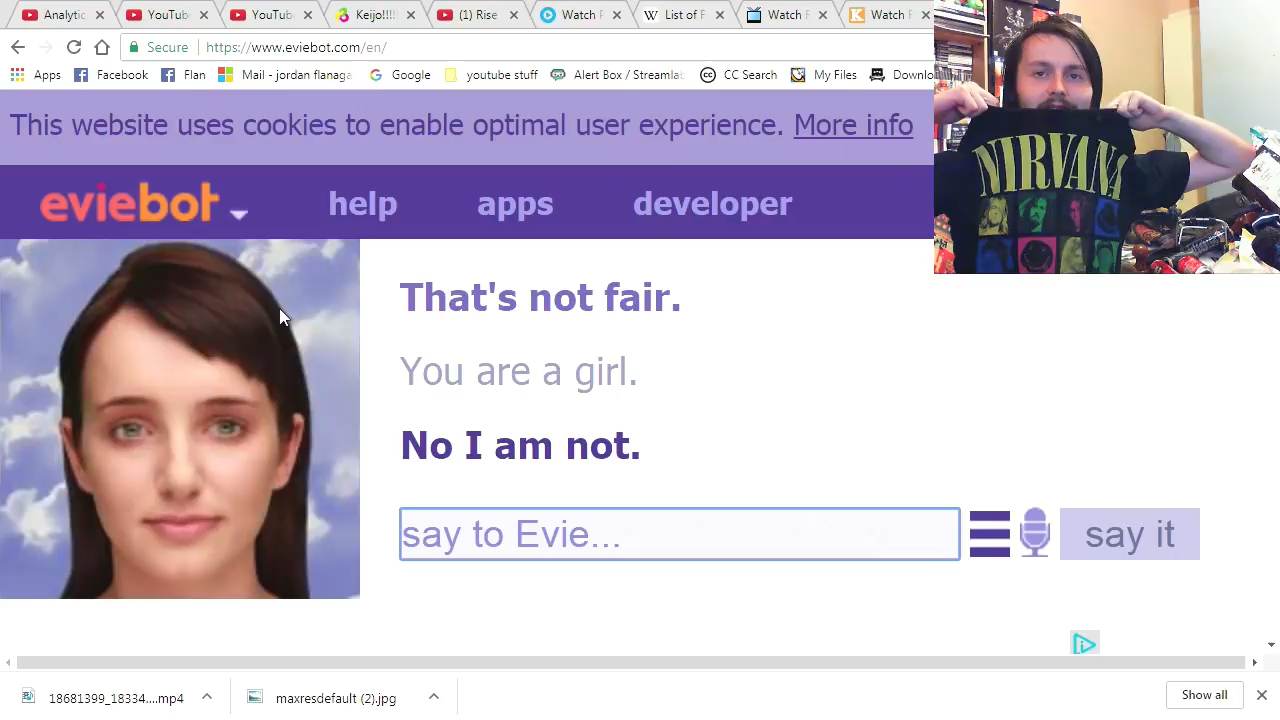 Analytic
YouTub
YouTub
Keijo!!!!
(1) Rise
Watch F
List of F
Watch F
Watch F
Secure
https://www.eviebot.com/en/
Apps
Facebook
Flan
Mail - jorden flanage
Google
youtube stuff
Alert Box / Streamlab
CC Search
My Files
Downlo
This website uses cookies to enable optimal user experience. More info
eviebot
help
apps
developer
NIRVANA
That's not fair.
You are a girl.
No I am not.
say to Evie...
say it
18681399_18334....mp4
maxresdefault (2).jpg
Show all